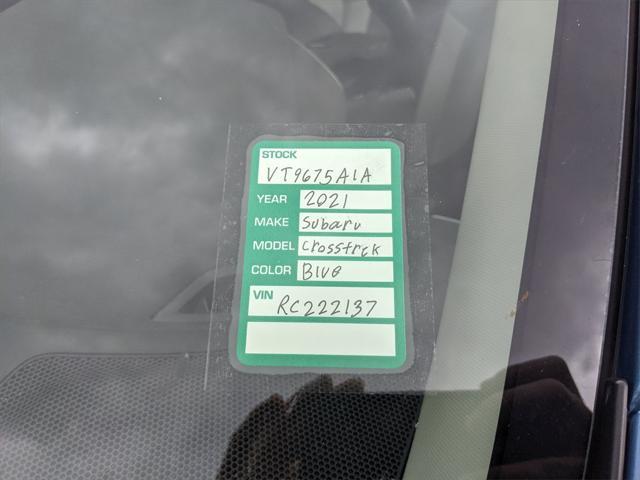 STOCK
VT9675A1A
YEAR 2021
MAKE Subaru
MODEL Crosstrek
COLOR Blue
VIN
RC222137